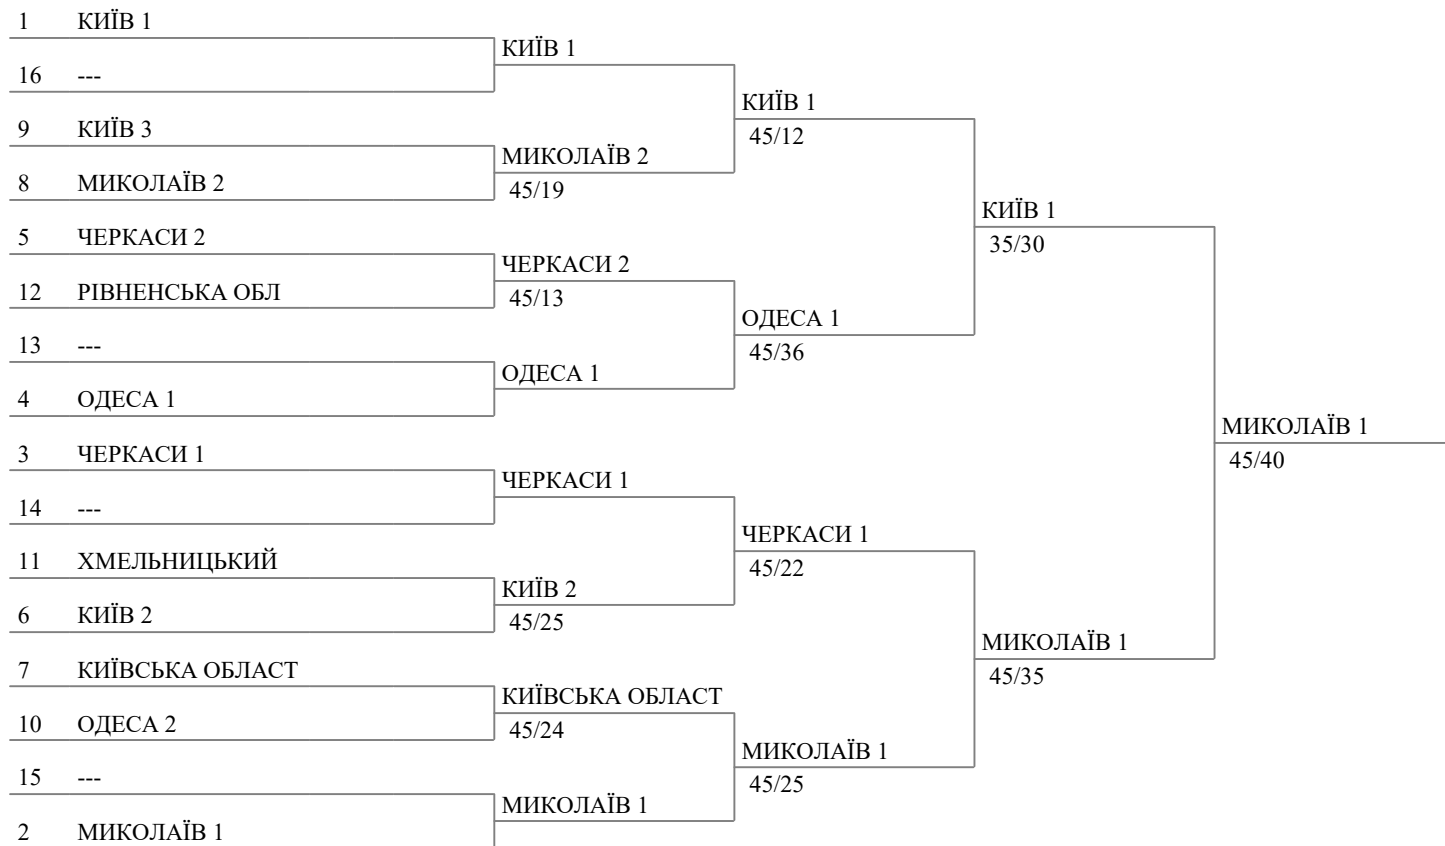 1 КИЇВ 1
КИЇВ 1
16 ---
КИЇВ 1
45/12
9 КИЇВ 3
МИКОЛАЇВ 2
45/19
8 МИКОЛАЇВ 2
КИЇВ 1
35/30
5 ЧЕРКАСИ 2
ЧЕРКАСИ 2
45/13
12 РІВНЕНСЬКА ОБЛ
ОДЕСА 1
45/36
13 ---
ОДЕСА 1
4 ОДЕСА 1
МИКОЛАЇВ 1
45/40
3 ЧЕРКАСИ 1
ЧЕРКАСИ 1
14 ---
ЧЕРКАСИ 1
45/22
11 ХМЕЛЬНИЦЬКИЙ
КИЇВ 2
45/25
6 КИЇВ 2
МИКОЛАЇВ 1
45/35
7 КИЇВСЬКА ОБЛАСТ
КИЇВСЬКА ОБЛАСТ
45/24
10 ОДЕСА 2
МИКОЛАЇВ 1
45/25
15 ---
МИКОЛАЇВ 1
2 МИКОЛАЇВ 1